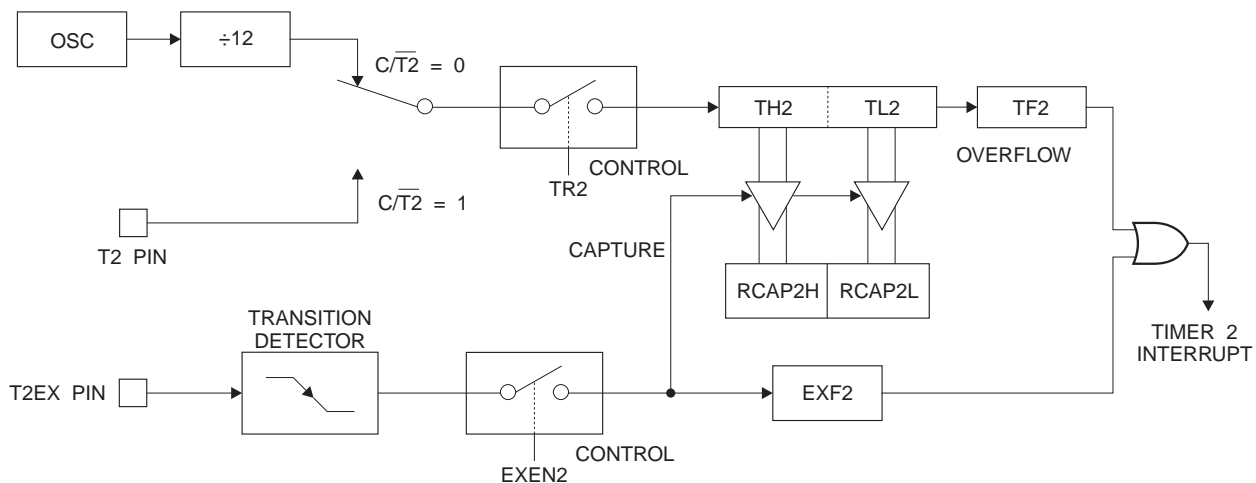 OSC
÷12
C/T2̅ = 0
TH2
TL2
TF2
OVERFLOW
CONTROL
TR2
C/T2̅ = 1
T2 PIN
CAPTURE
RCAP2H
RCAP2L
TRANSITION
DETECTOR
TIMER 2
INTERRUPT
T2EX PIN
EXF2
CONTROL
EXEN2